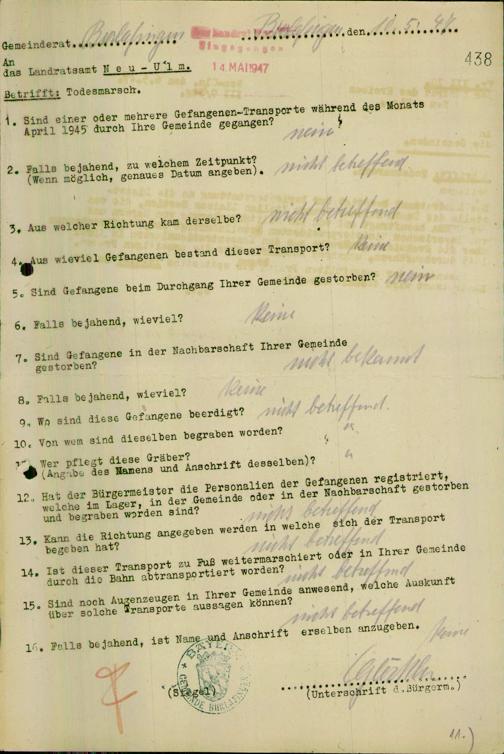 Gemeinderat Burlafingen Burlafingen, den 10.5.47
Eingegangen
14. MAI 1947
438
An
das Landratsamt Neu-Ulm.
Betrifft: Todesmarsch.
1. Sind einer oder mehrere Gefangenen-Transporte während des Monats
April 1945 durch Ihre Gemeinde gegangen? nein
2. Falls bejahend, zu welchem Zeitpunkt? nicht betreffend
(Wenn möglich, genaues Datum angeben).
3. Aus welcher Richtung kam derselbe? nicht betreffend
4. Aus wieviel Gefangenen bestand dieser Transport? keine
5. Sind Gefangene beim Durchgang Ihrer Gemeinde gestorben? nein
6. Falls bejahend, wieviel? keine
7. Sind Gefangene in der Nachbarschaft Ihrer Gemeinde
gestorben? nicht bekannt
8. Falls bejahend, wieviel? keine
9. Wo sind diese Gefangene beerdigt? nicht betreffend.
10. Von wem sind dieselben begraben worden? "
Wer pflegt diese Gräber? "
(Angabe des Namens und Anschrift desselben)?
12. Hat der Bürgermeister die Personalien der Gefangenen registriert,
welche im Lager, in der Gemeinde oder in der Nachbarschaft gestorben
und begraben worden sind? nicht betreffend
13. Kann die Richtung angegeben werden in welche sich der Transport
begeben hat? nicht betreffend
14. Ist dieser Transport zu Fuß weitermarschiert oder in Ihrer Gemeinde
durch die Bahn abtransportiert worden? nicht betreffend
15. Sind noch Augenzeugen in Ihrer Gemeinde anwesend, welche Auskunft
über solche Transporte aussagen können? nicht betreffend
16. Falls bejahend, ist Name und Anschrift erselben anzugeben. keine
BAYERN
GEMEINDE BURLAFINGEN
(Siegel)
(Unterschrift d.Bürgerm.)
11.)